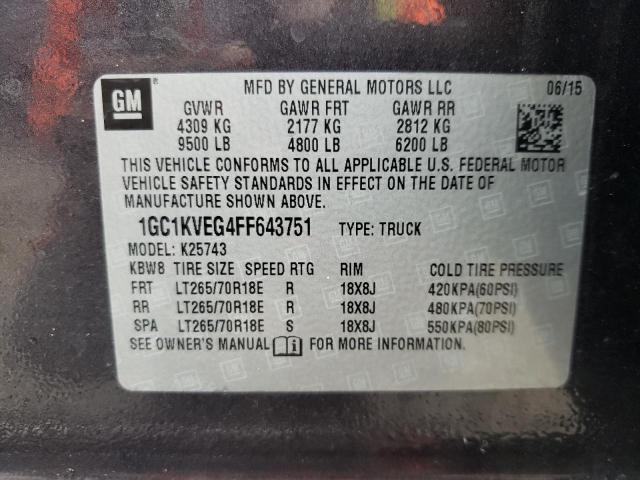 GM ® MFD BY GENERAL MOTORS LLC 06/15
GVWR GAWR FRT GAWR RR
4309 KG 2177 KG 2812 KG
9500 LB 4800 LB 6200 LB
THIS VEHICLE CONFORMS TO ALL APPLICABLE U.S. FEDERAL MOTOR
VEHICLE SAFETY STANDARDS IN EFFECT ON THE DATE OF
MANUFACTURE SHOWN ABOVE.
1GC1KVEG4FF643751 TYPE: TRUCK
MODEL: K25743
KBW8 TIRE SIZE SPEED RTG RIM COLD TIRE PRESSURE
FRT LT265/70R18E R 18X8J 420KPA(60PSI)
RR LT265/70R18E R 18X8J 480KPA(70PSI)
SPA LT265/70R18E S 18X8J 550KPA(80PSI)
SEE OWNER'S MANUAL i FOR MORE INFORMATION.